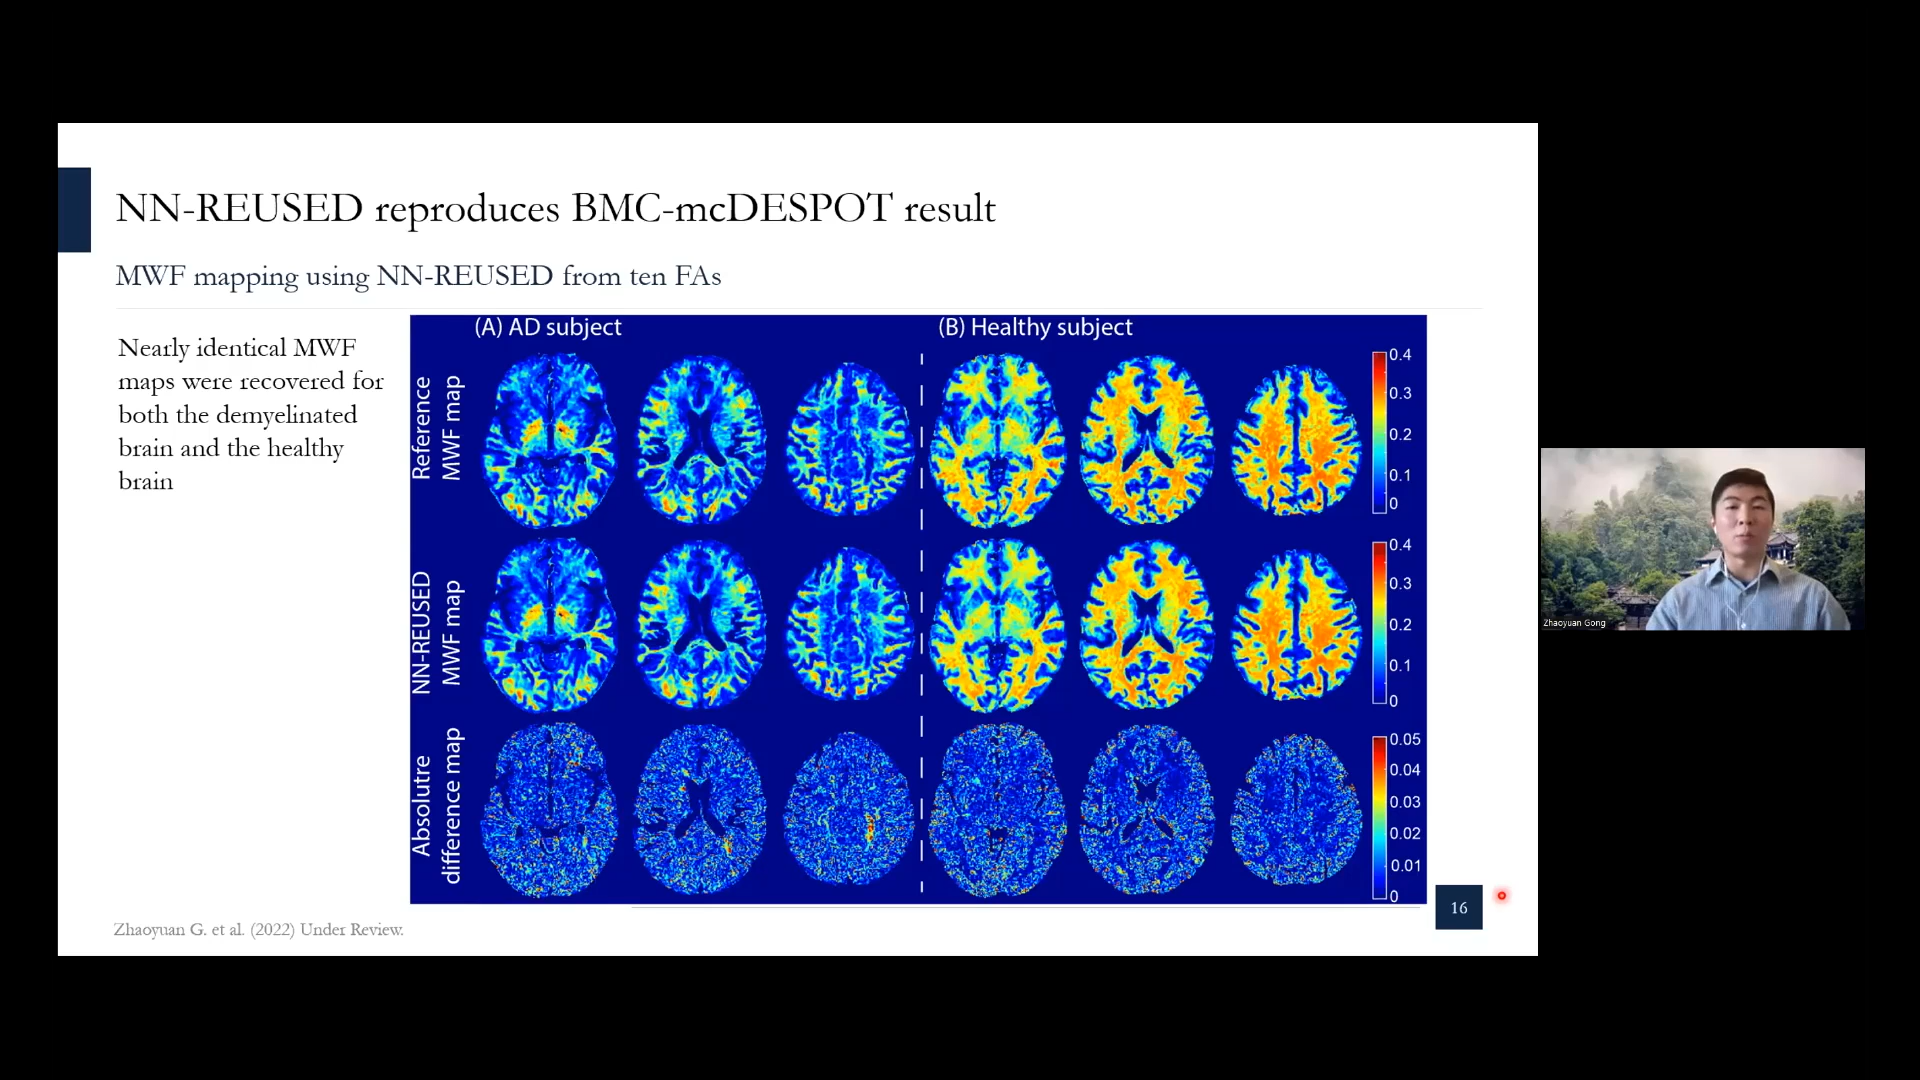 NN-REUSED reproduces BMC-mcDESPOT result
MWF mapping using NN-REUSED from ten FAs
Nearly identical MWF
maps were recovered for
both the demyelinated
brain and the healthy
brain
(A) AD subject
(B) Healthy subject
Reference
MWF map
0.4
0.3
0.2
0.1
0
NN-REUSED
MWF map
0.4
0.3
0.2
0.1
0
Absolutre
difference map
0.05
0.04
0.03
0.02
0.01
0
16
Zhaoyuan G. et al. (2022) Under Review.
Zhaoyuan Gong